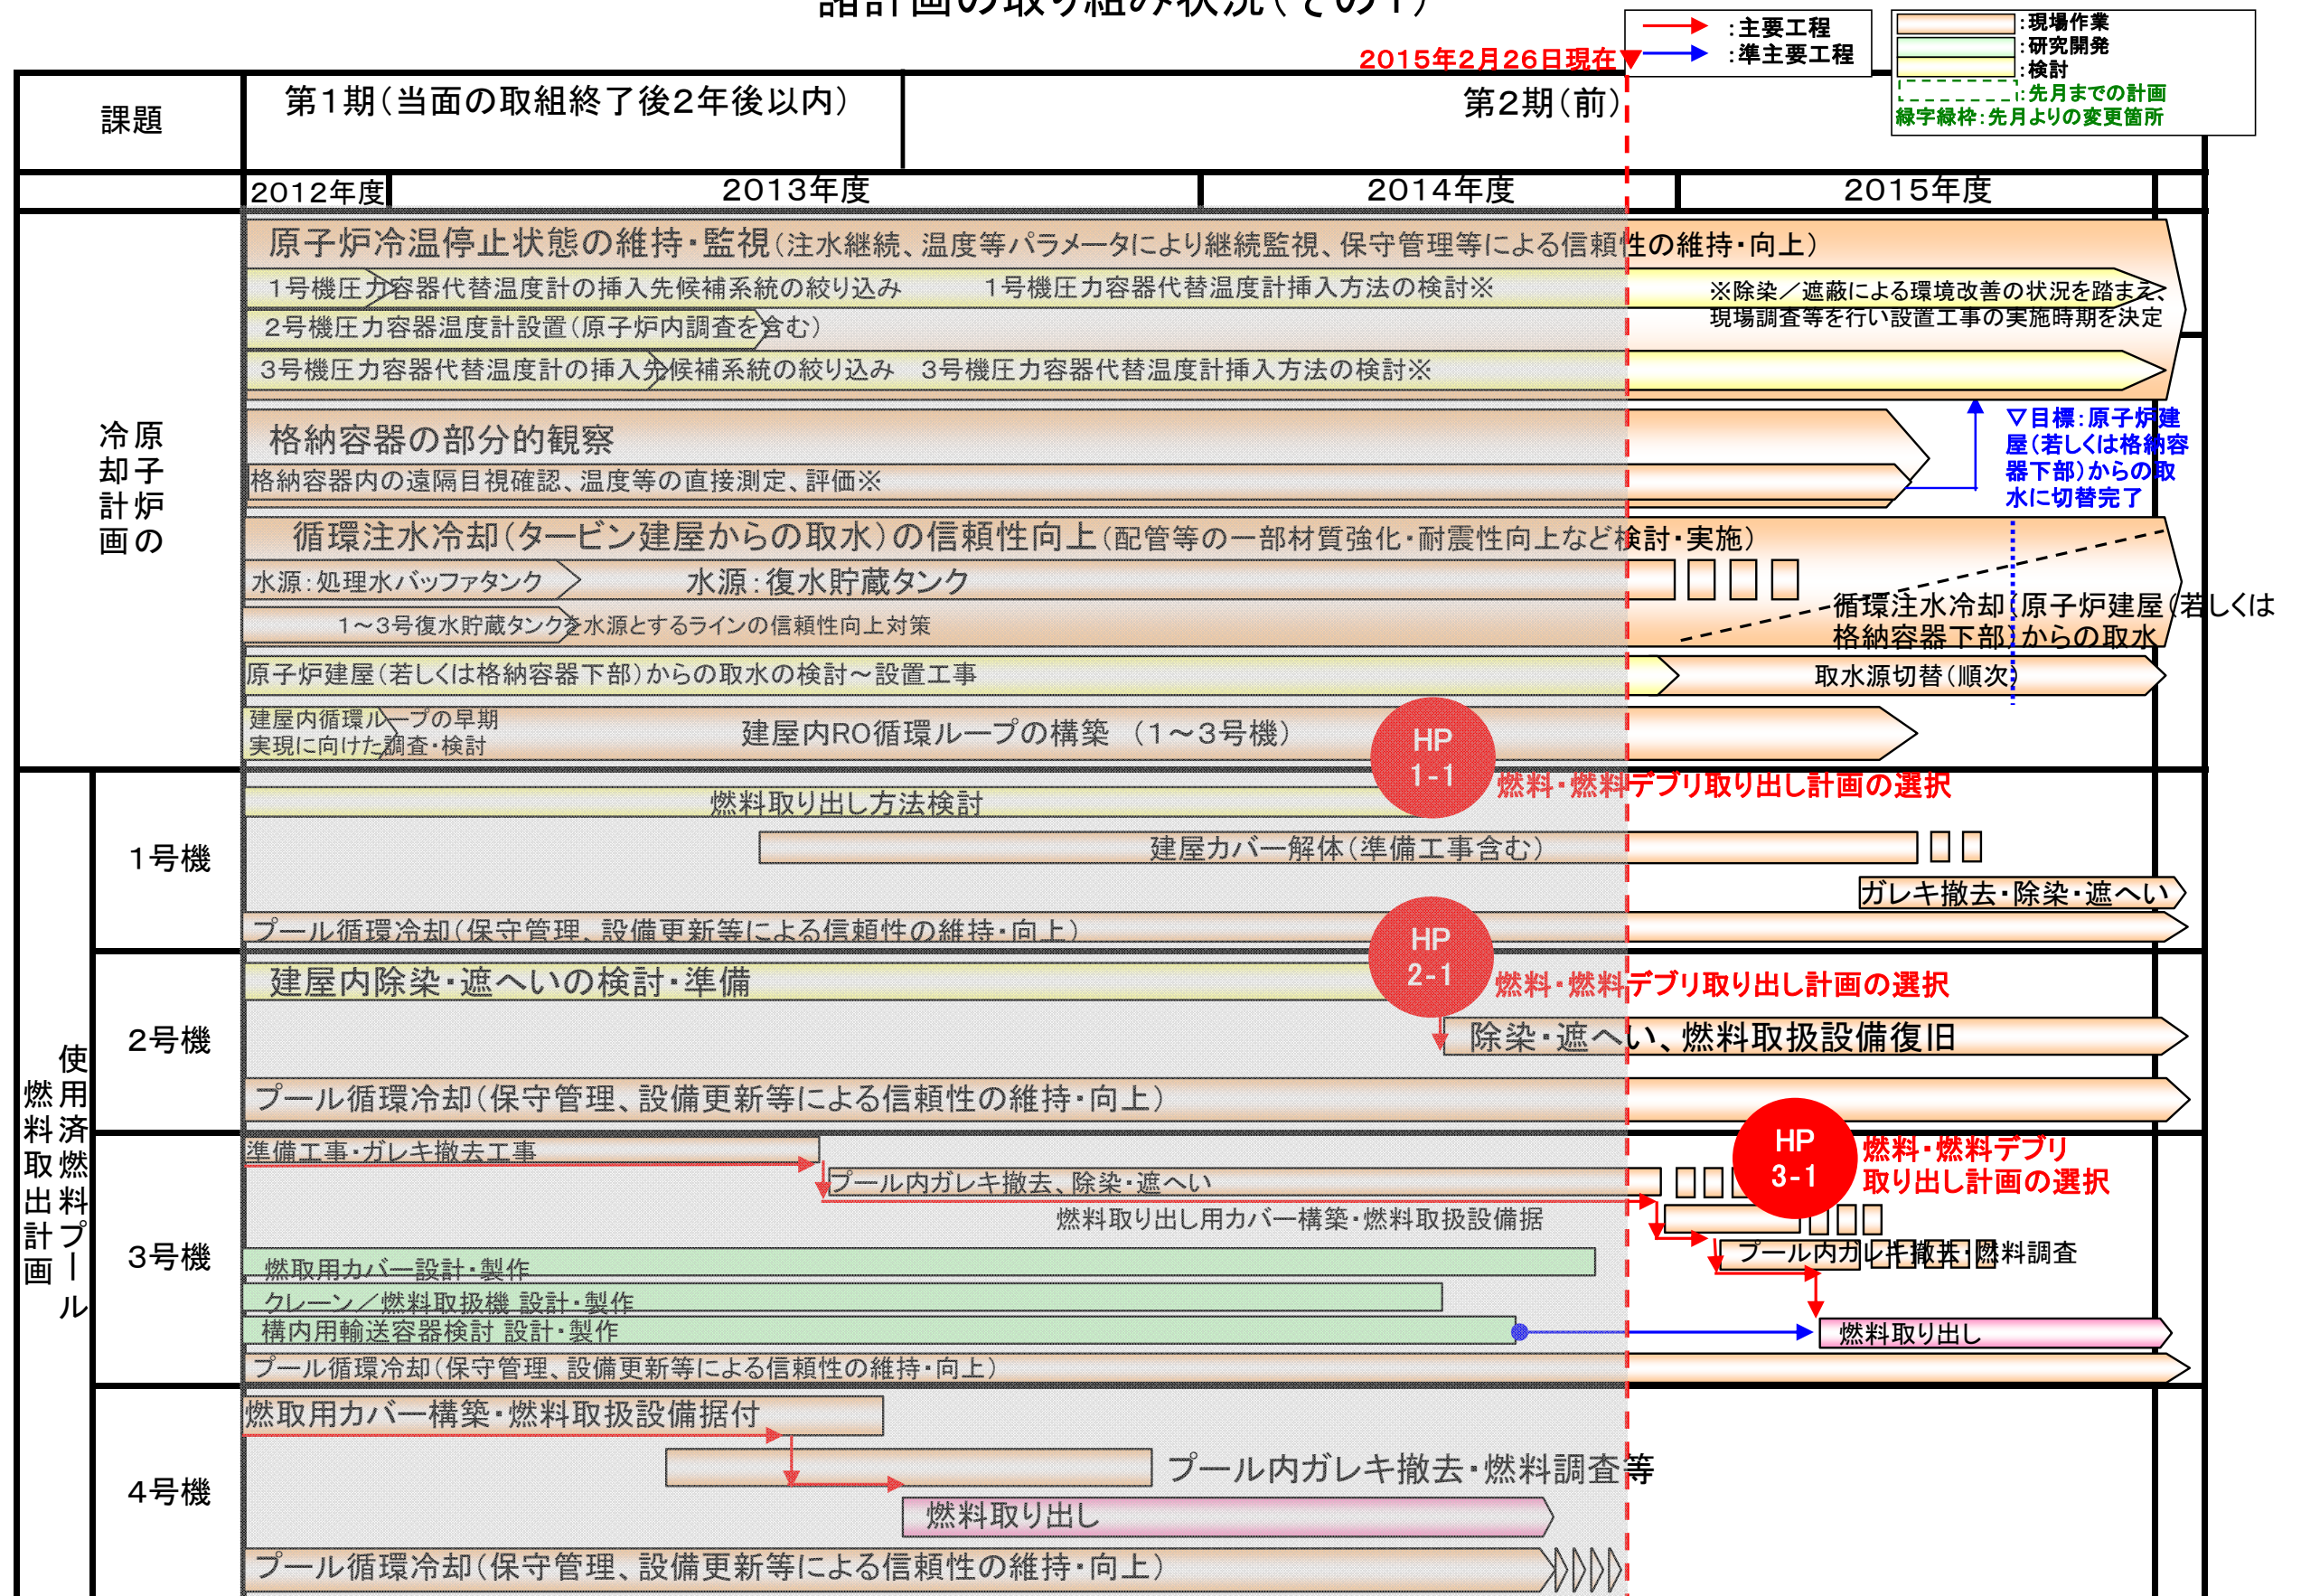 諸計画の取り組み状況（その1）
：主要工程
：準主要工程
：現場作業
：研究開発
：検討
：先月までの計画
緑字緑枠：先月よりの変更箇所
2015年2月26日現在
課題
第1期（当面の取組終了後2年後以内）
第2期（前）
2012年度
2013年度
2014年度
2015年度
原子炉の
冷却計画
原子炉冷温停止状態の維持・監視（注水継続、温度等パラメータにより継続監視、保守管理等による信頼性の維持・向上）
1号機圧力容器代替温度計の挿入先候補系統の絞り込み
1号機圧力容器代替温度計挿入方法の検討※
※除染／遮蔽による環境改善の状況を踏まえ、
現場調査等を行い設置工事の実施時期を決定
2号機圧力容器温度計設置（原子炉内調査を含む）
3号機圧力容器代替温度計の挿入先候補系統の絞り込み
3号機圧力容器代替温度計挿入方法の検討※
格納容器の部分的観察
格納容器内の遠隔目視確認、温度等の直接測定、評価※
▽目標：原子炉建
屋（若しくは格納容
器下部）からの取
水に切替完了
循環注水冷却（タービン建屋からの取水）の信頼性向上（配管等の一部材質強化・耐震性向上など検討・実施）
水源：処理水バッファタンク
水源：復水貯蔵タンク
循環注水冷却（原子炉建屋（若しくは
格納容器下部）からの取水
1～3号復水貯蔵タンクを水源とするラインの信頼性向上対策
原子炉建屋（若しくは格納容器下部）からの取水の検討～設置工事
取水源切替（順次）
建屋内循環ループの早期
実現に向けた調査・検討
建屋内RO循環ループの構築　（1～3号機）
使用済燃料プール
燃料取出計画
1号機
HP
1-1
燃料・燃料デブリ取り出し計画の選択
燃料取り出し方法検討
建屋カバー解体（準備工事含む）
ガレキ撤去・除染・遮へい
プール循環冷却（保守管理、設備更新等による信頼性の維持・向上）
2号機
HP
2-1
建屋内除染・遮へいの検討・準備
燃料・燃料デブリ取り出し計画の選択
除染・遮へい、燃料取扱設備復旧
プール循環冷却（保守管理、設備更新等による信頼性の維持・向上）
3号機
準備工事・ガレキ撤去工事
HP
3-1
燃料・燃料デブリ
取り出し計画の選択
プール内ガレキ撤去、除染・遮へい
燃料取り出し用カバー構築・燃料取扱設備据
プール内ガレキ撤去・燃料調査
燃取用カバー設計・製作
クレーン／燃料取扱機 設計・製作
構内用輸送容器検討 設計・製作
燃料取り出し
プール循環冷却（保守管理、設備更新等による信頼性の維持・向上）
4号機
燃取用カバー構築・燃料取扱設備据付
プール内ガレキ撤去・燃料調査等
燃料取り出し
プール循環冷却（保守管理、設備更新等による信頼性の維持・向上）